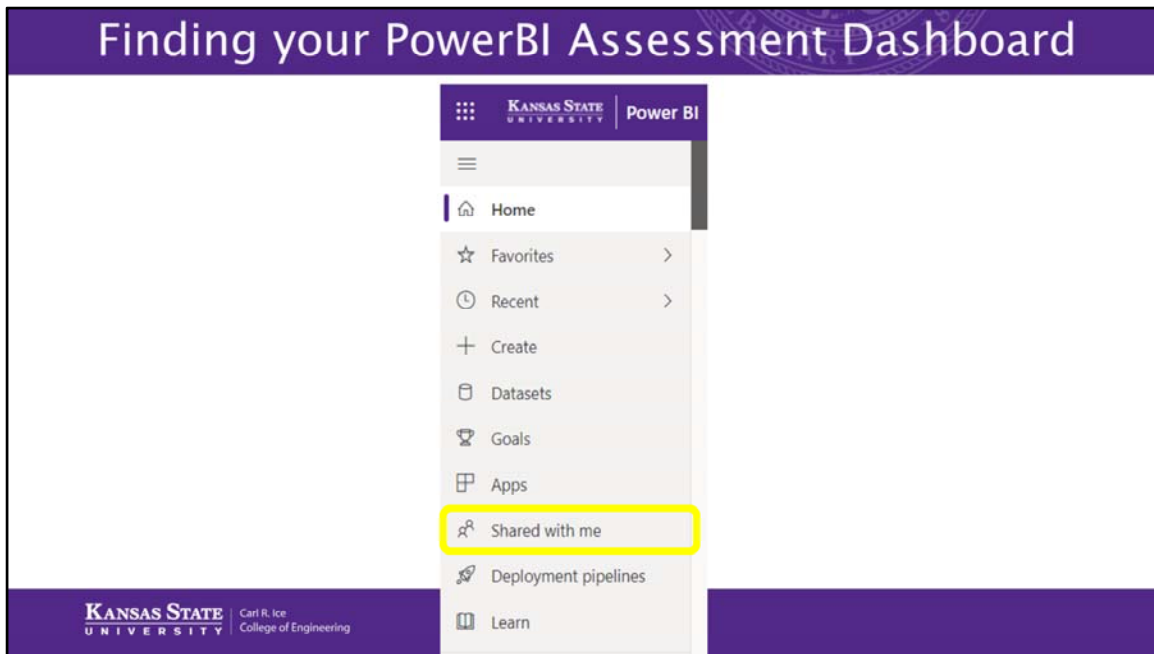 Finding your PowerBI Assessment Dashboard
KANSAS STATE
UNIVERSITY
Power BI
Home
Favorites
Recent
Create
Datasets
Goals
Apps
Shared with me
Deployment pipelines
Learn
KANSAS STATE
UNIVERSITY
Carl R. Ice
College of Engineering